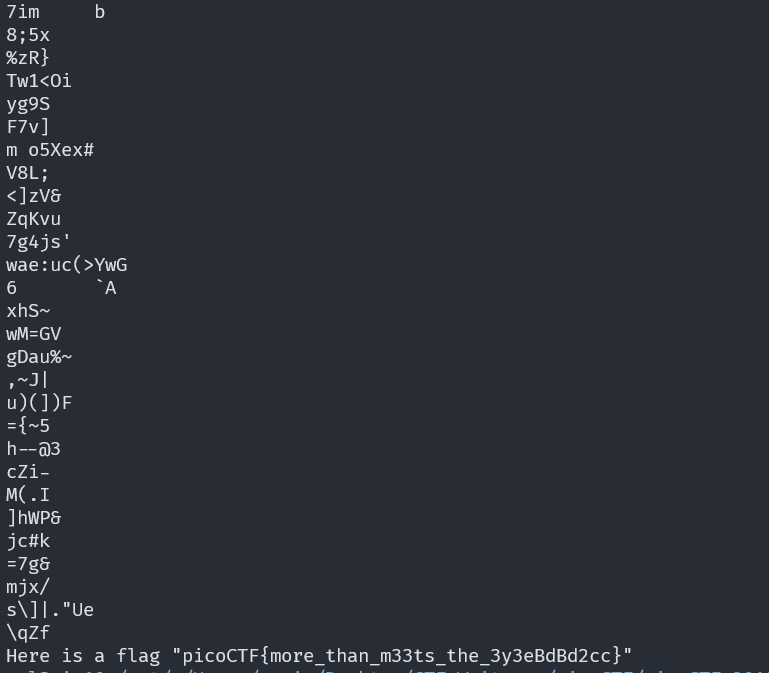 7im     b
8;5x
%zR}
Tw1<Oi
yg9S
F7v]
m o5Xex#
V8L;
<]zV&
ZqKvu
7g4js'
wae:uc(>YwG
6       `A
xhS~
wM=GV
gDau%~
,~J|
u)(])F
={~5
h--@3
cZi-
M(.I
]hWP&
jc#k
=7g&
mjx/
s\]|."Ue
\qZf
Here is a flag "picoCTF{more_than_m33ts_the_3y3eBdBd2cc}"